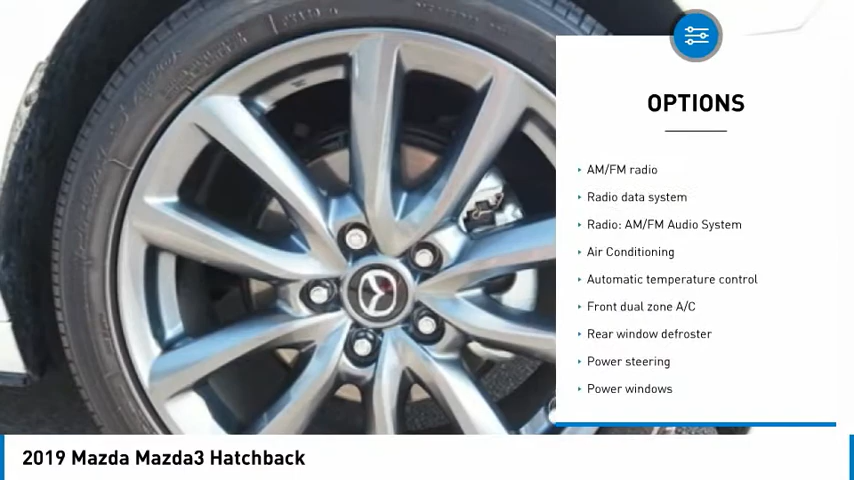 OPTIONS
AM/FM radio
Radio data system
Radio: AM/FM Audio System
Air Conditioning
Automatic temperature control
Front dual zone A/C
Rear window defroster
Power steering
Power windows
2019 Mazda Mazda3 Hatchback